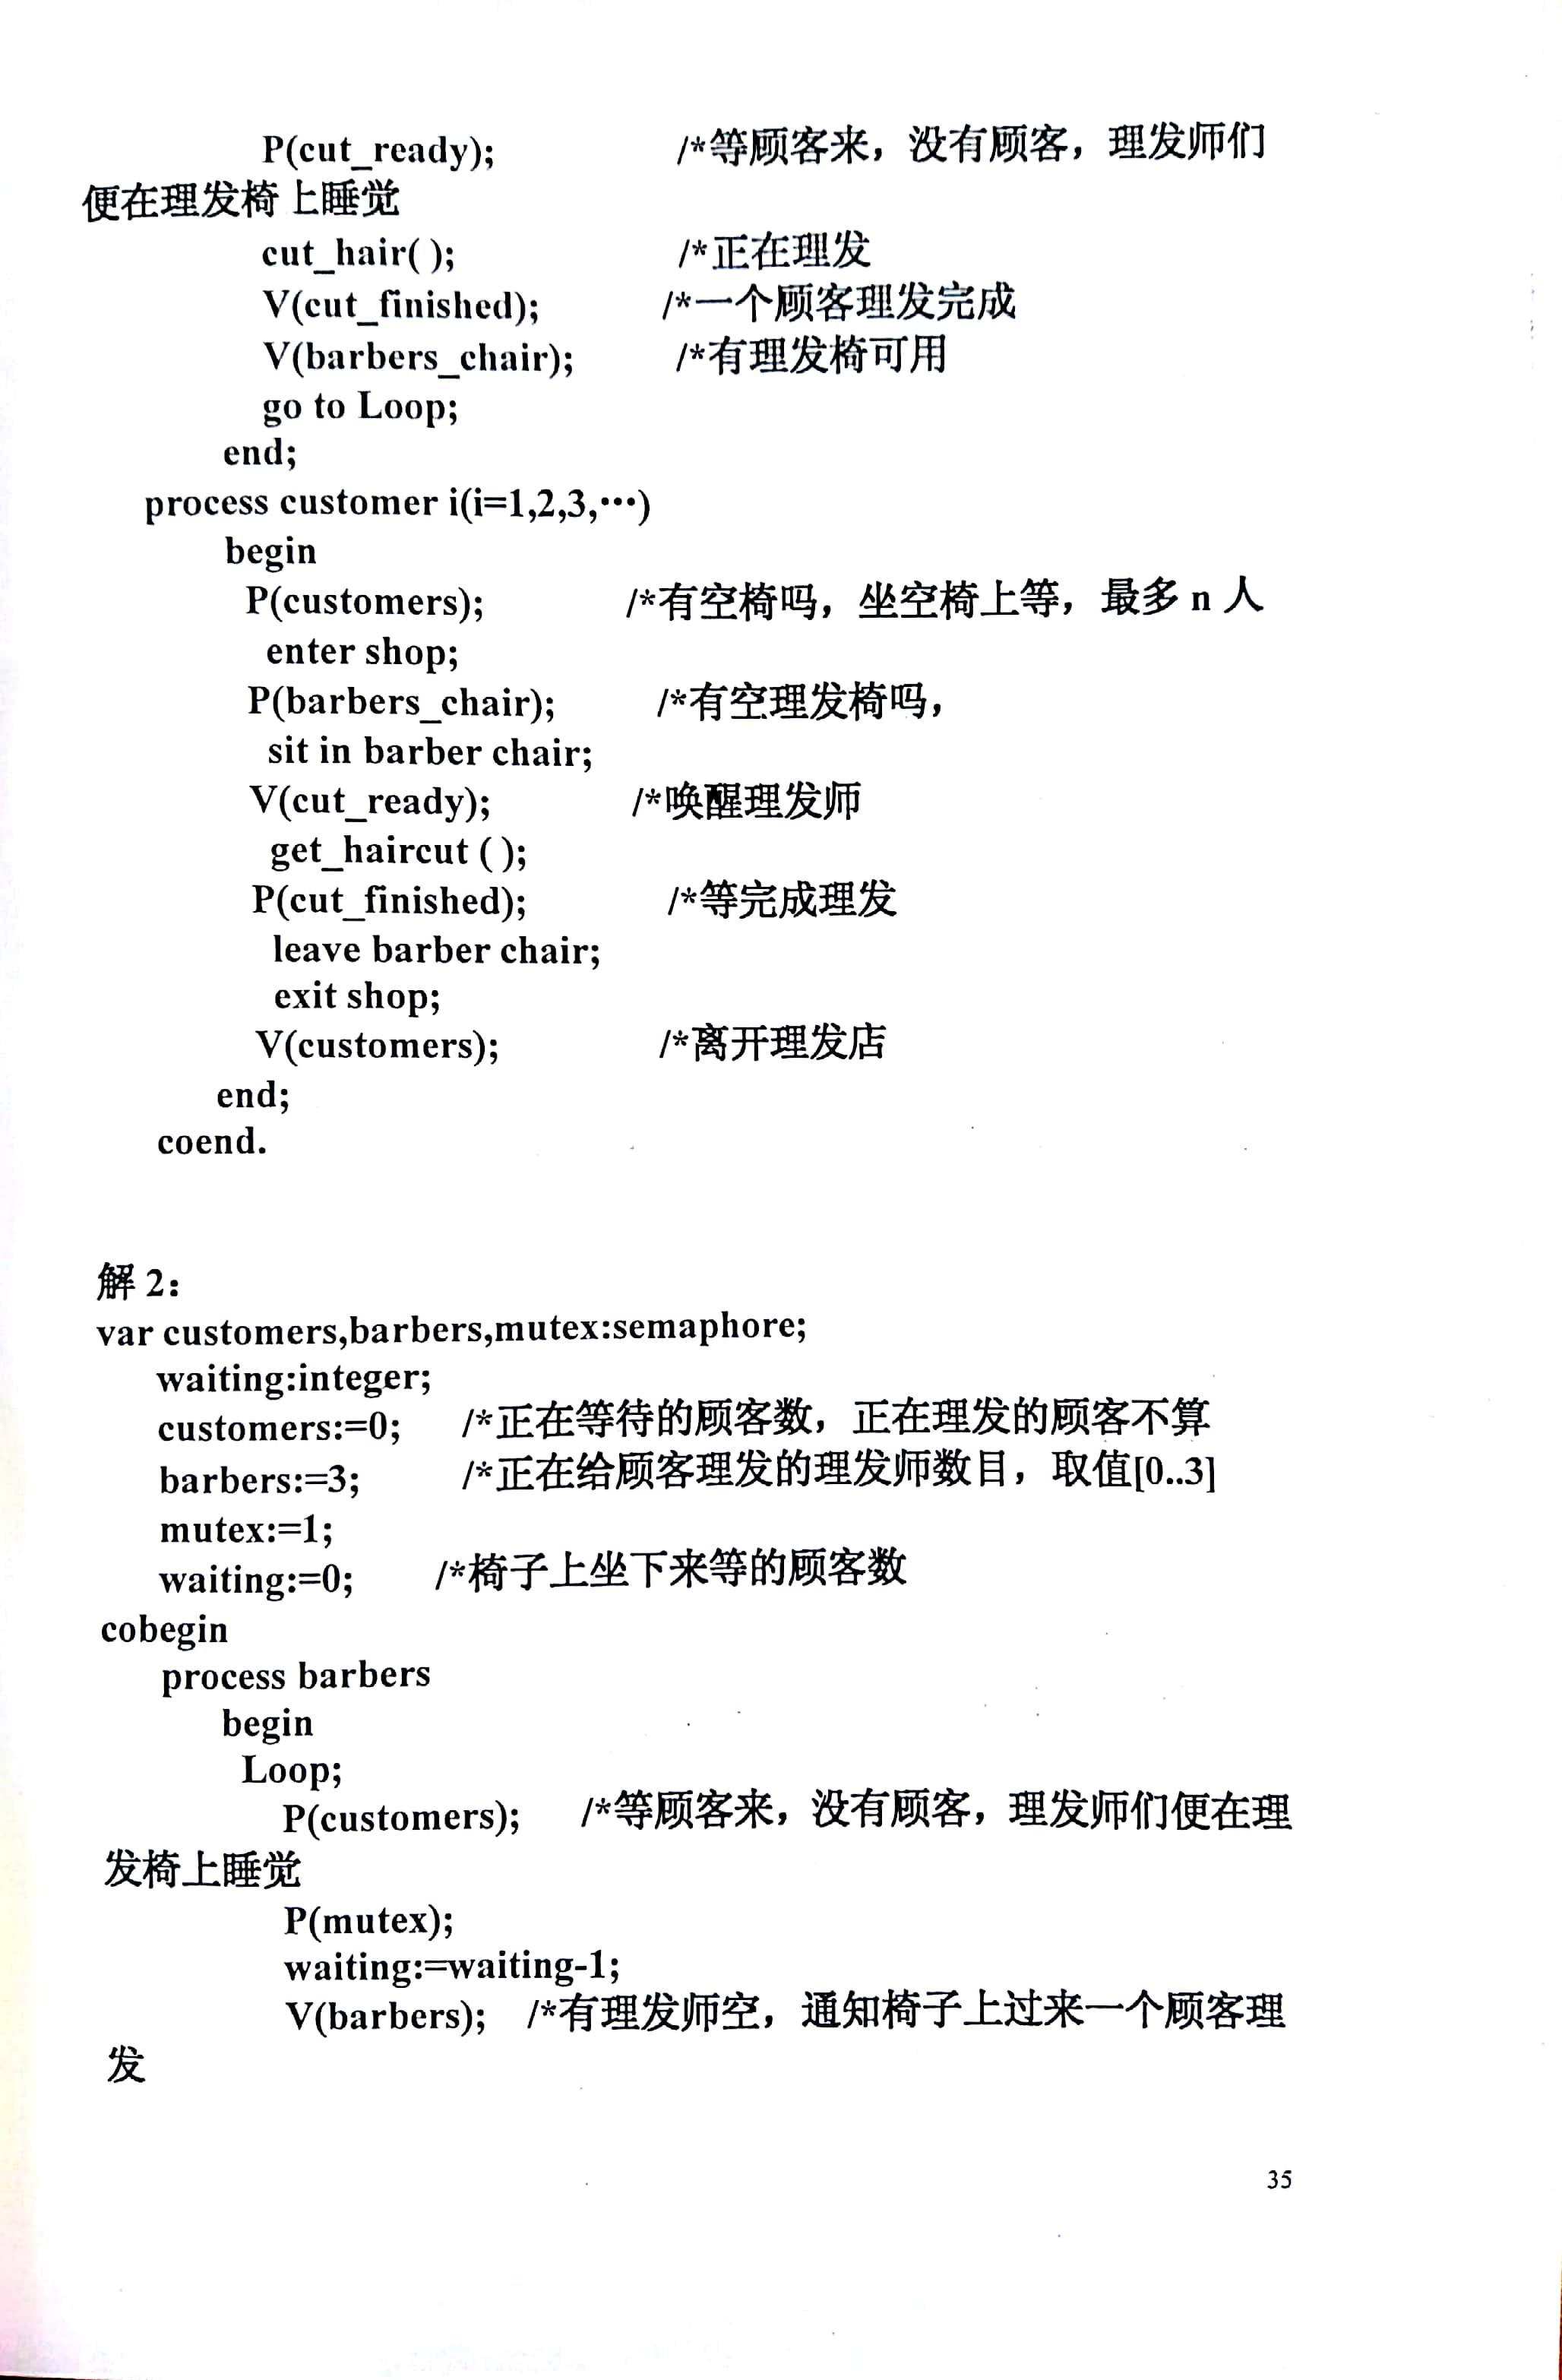 P(cut_ready); /*等顾客来，没有顾客，理发师们
便在理发椅上睡觉
cut_hair( ); /*正在理发
V(cut_finished); /*一个顾客理发完成
V(barbers_chair); /*有理发椅可用
go to Loop;
end;
process customer i(i=1,2,3,···)
begin
P(customers); /*有空椅吗，坐空椅上等，最多 n 人
enter shop;
P(barbers_chair); /*有空理发椅吗，
sit in barber chair;
V(cut_ready); /*唤醒理发师
get_haircut ( );
P(cut_finished); /*等完成理发
leave barber chair;
exit shop;
V(customers); /*离开理发店
end;
coend.
解 2：
var customers,barbers,mutex:semaphore;
waiting:integer;
customers:=0; /*正在等待的顾客数，正在理发的顾客不算
barbers:=3; /*正在给顾客理发的理发师数目，取值[0..3]
mutex:=1;
waiting:=0; /*椅子上坐下来等的顾客数
cobegin
process barbers
begin
Loop;
P(customers); /*等顾客来，没有顾客，理发师们便在理
发椅上睡觉
P(mutex);
waiting:=waiting-1;
V(barbers); /*有理发师空，通知椅子上过来一个顾客理
发
35